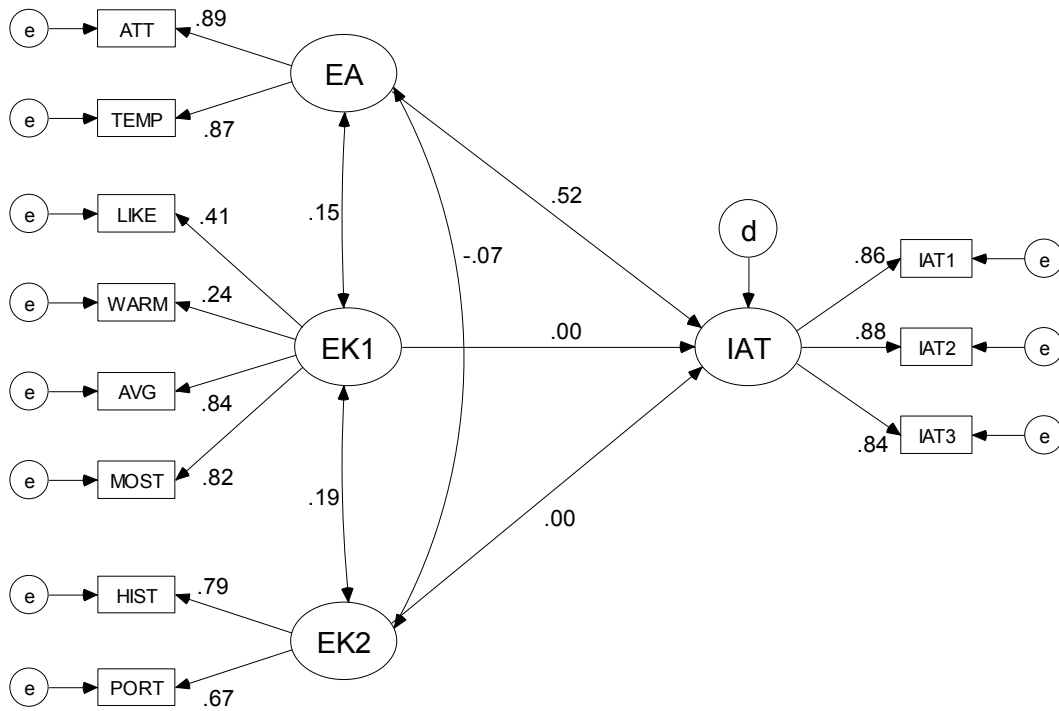 e
ATT
.89
EA
e
TEMP
.87
e
LIKE
.41
.15
.52
-.07
d
e
WARM
.24
.86
IAT1
e
EK1
.00
IAT
.88
IAT2
e
e
AVG
.84
.84
IAT3
e
e
MOST
.82
.19
.00
e
HIST
.79
EK2
e
PORT
.67